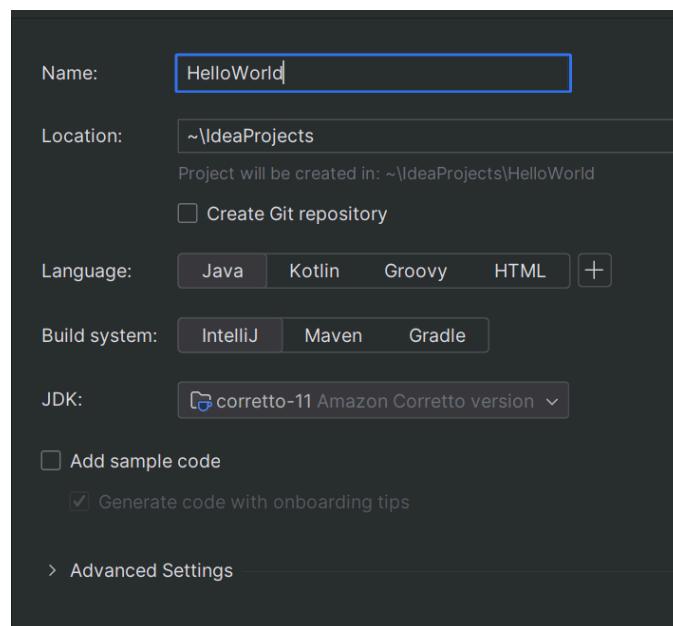 Name: HelloWorld
Location: ~\IdeaProjects
Project will be created in: ~\IdeaProjects\HelloWorld
Create Git repository
Language: Java Kotlin Groovy HTML +
Build system: IntelliJ Maven Gradle
JDK: corretto-11 Amazon Corretto version
Add sample code
Generate code with onboarding tips
Advanced Settings